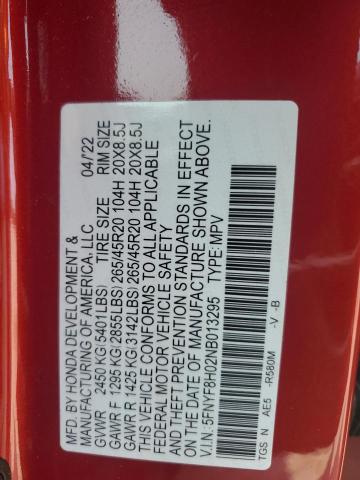 MFD. BY HONDA DEVELOPMENT &
MANUFACTURING OF AMERICA, LLC 04/22
GVWR 2450 KG(5401LBS) TIRE SIZE RIM SIZE
GAWR F 1295 KG(2855LBS) 265/45R20 104H 20X8.5J
GAWR R 1425 KG(3142LBS) 265/45R20 104H 20X8.5J
THIS VEHICLE CONFORMS TO ALL APPLICABLE
FEDERAL MOTOR VEHICLE SAFETY
AND THEFT PREVENTION STANDARDS IN EFFECT
ON THE DATE OF MANUFACTURE SHOWN ABOVE.
V.I.N: 5FNYF8H02NB013295 TYPE: MPV
TGS N AE5 -R580M -V -B